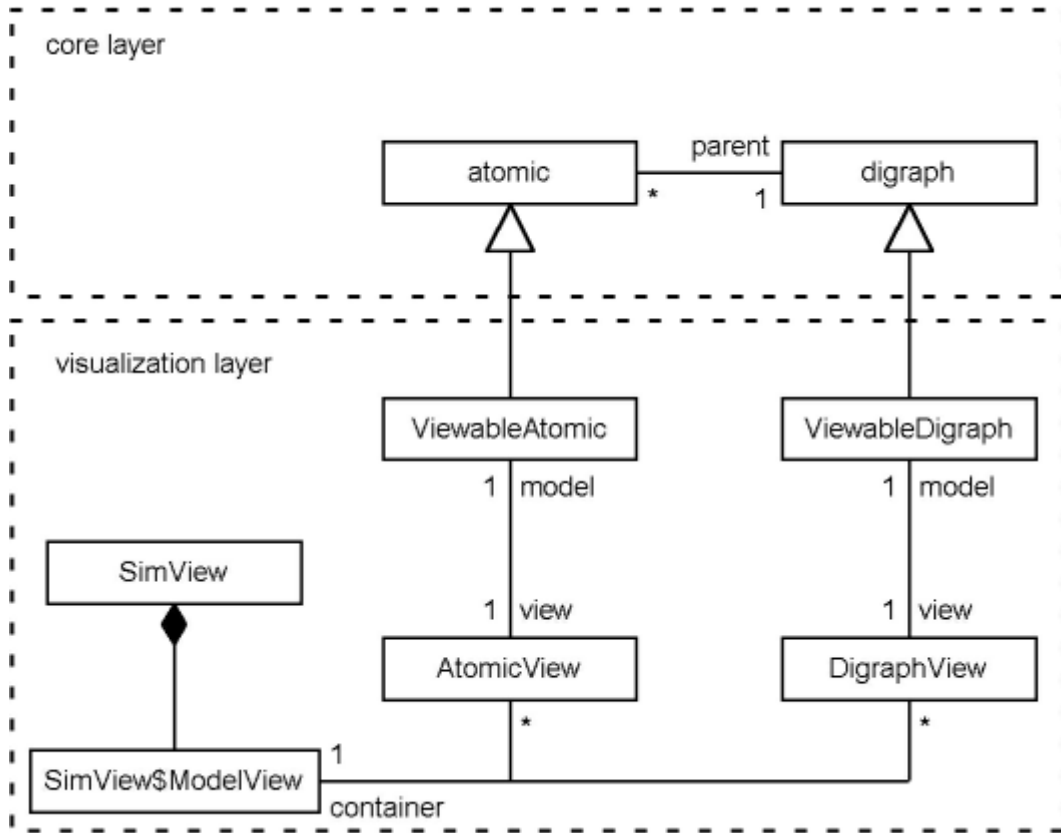 core layer
atomic
parent
*
1
digraph
visualization layer
ViewableAtomic
1
model
ViewableDigraph
1
model
SimView
1
view
AtomicView
*
1
view
DigraphView
*
SimView$ModelView
1
container